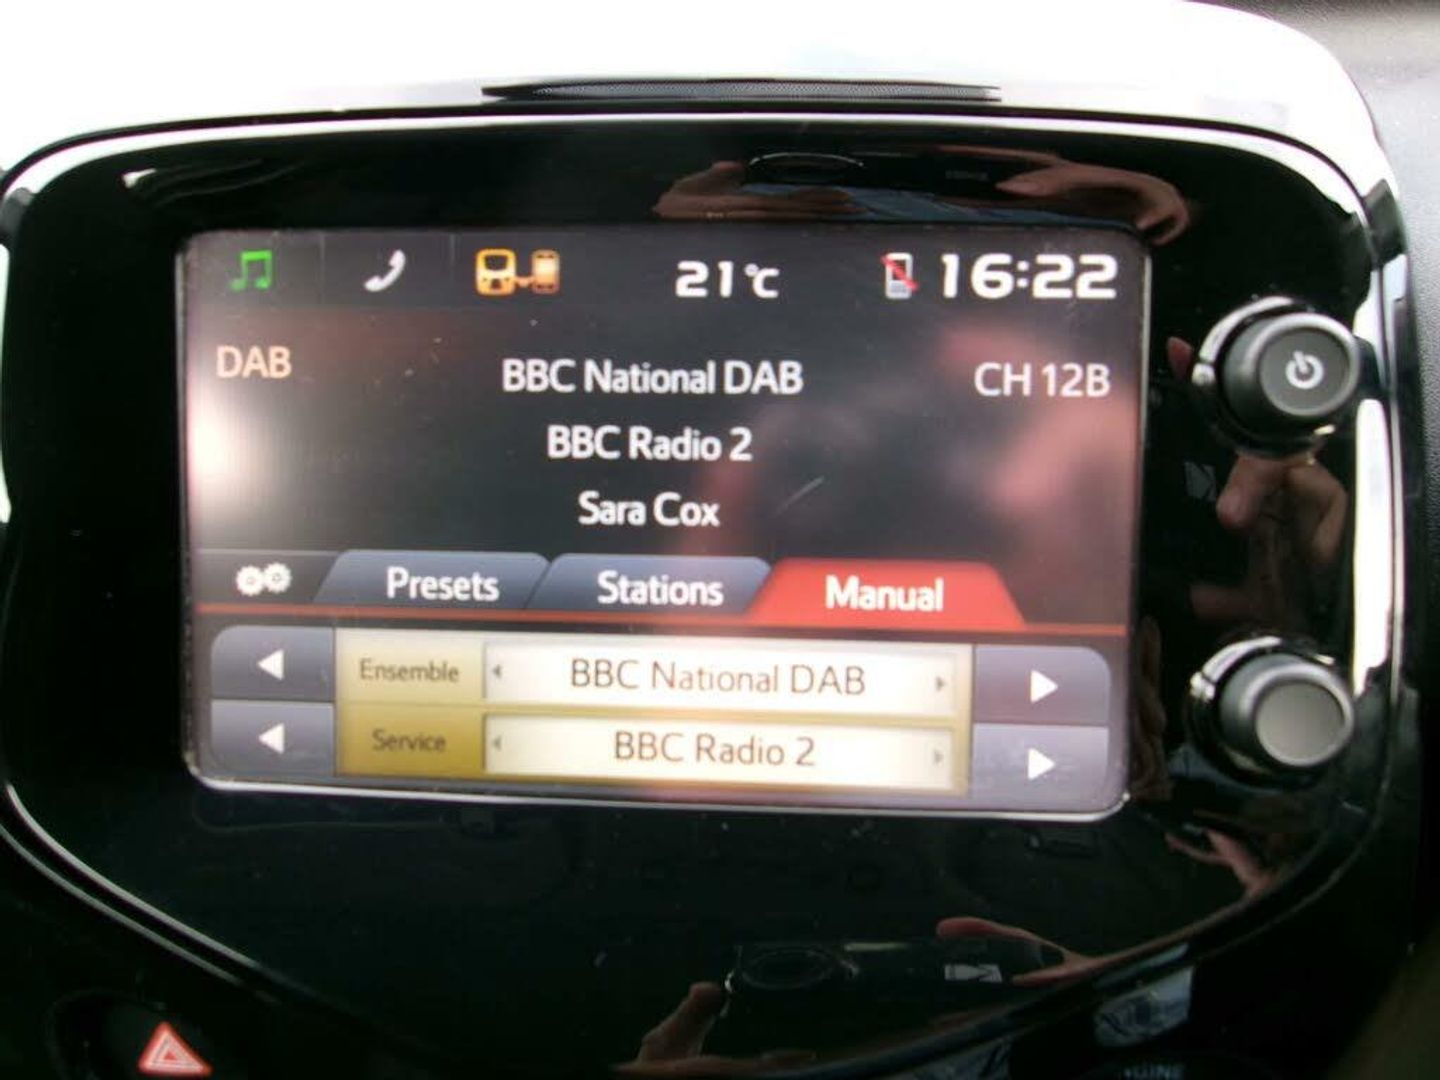 21°C 16:22
DAB BBC National DAB CH 12B
BBC Radio 2
Sara Cox
Presets Stations Manual
Ensemble BBC National DAB
Service BBC Radio 2